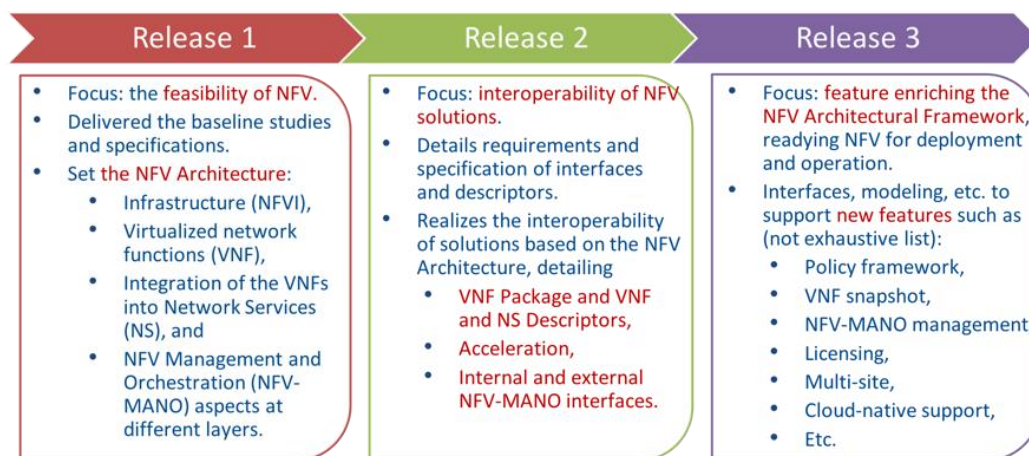 Release 1
• Focus: the feasibility of NFV.
• Delivered the baseline studies
and specifications.
• Set the NFV Architecture:
• Infrastructure (NFVI),
• Virtualized network
functions (VNF),
• Integration of the VNFs
into Network Services
(NS), and
• NFV Management and
Orchestration (NFV-
MANO) aspects at
different layers.
Release 2
• Focus: interoperability of NFV
solutions.
• Details requirements and
specification of interfaces
and descriptors.
• Realizes the interoperability
of solutions based on the NFV
Architecture, detailing
• VNF Package and VNF
and NS Descriptors,
• Acceleration,
• Internal and external
NFV-MANO interfaces.
Release 3
• Focus: feature enriching the
NFV Architectural Framework,
readying NFV for deployment
and operation.
• Interfaces, modeling, etc. to
support new features such as
(not exhaustive list):
• Policy framework,
• VNF snapshot,
• NFV-MANO management
• Licensing,
• Multi-site,
• Cloud-native support,
• Etc.